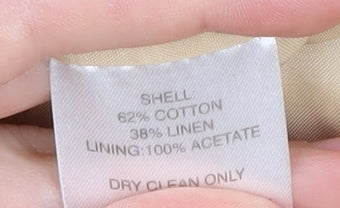 SHELL
62% COTTON
38% LINEN
LINING:100% ACETATE
DRY CLEAN ONLY